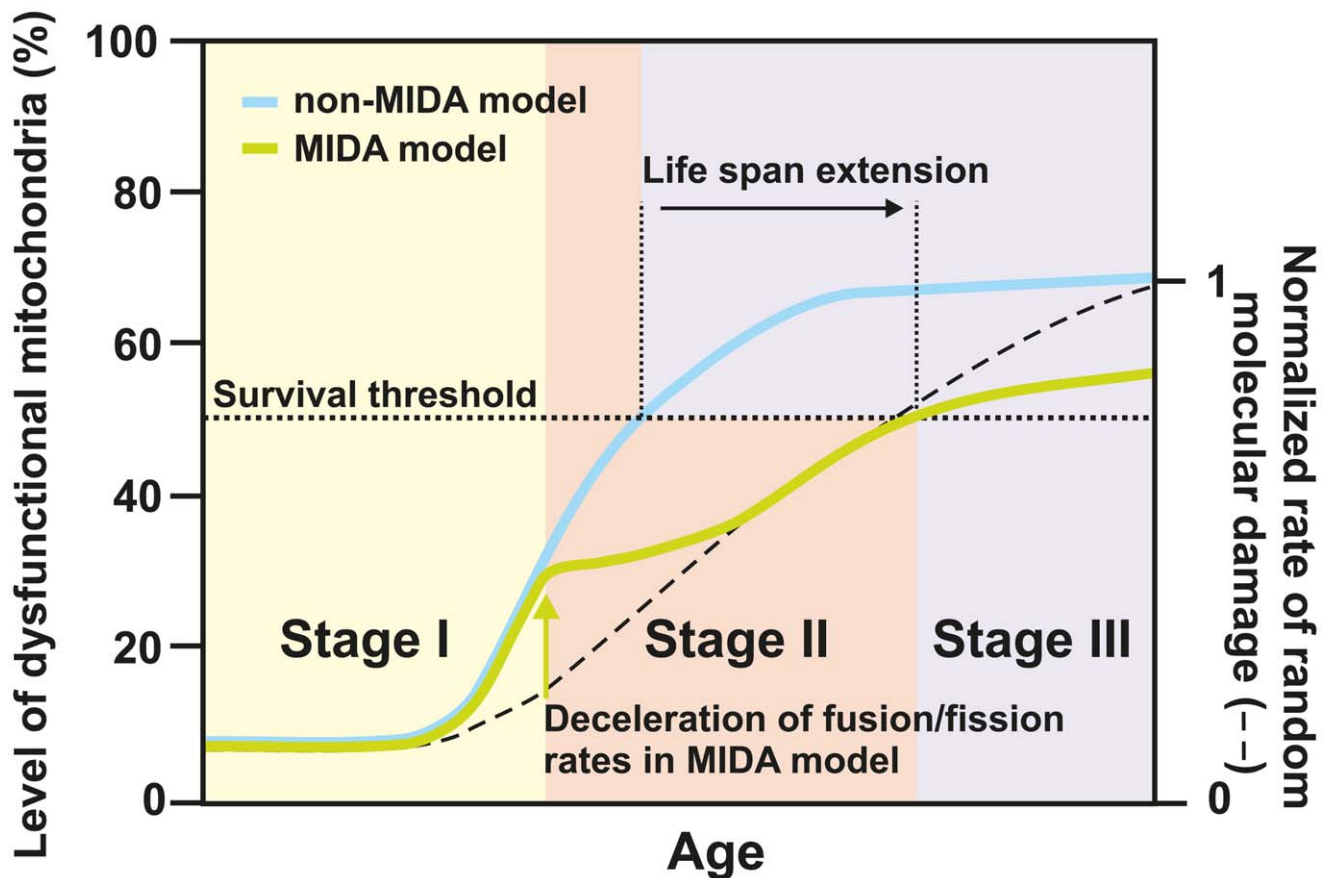 Level of dysfunctional mitochondria (%)
100
80
60
40
20
0
non-MIDA model
MIDA model
Life span extension
Survival threshold
Stage I
Stage II
Stage III
Deceleration of fusion/fission
rates in MIDA model
Age
1
0
Normalized rate of random
molecular damage (– –)